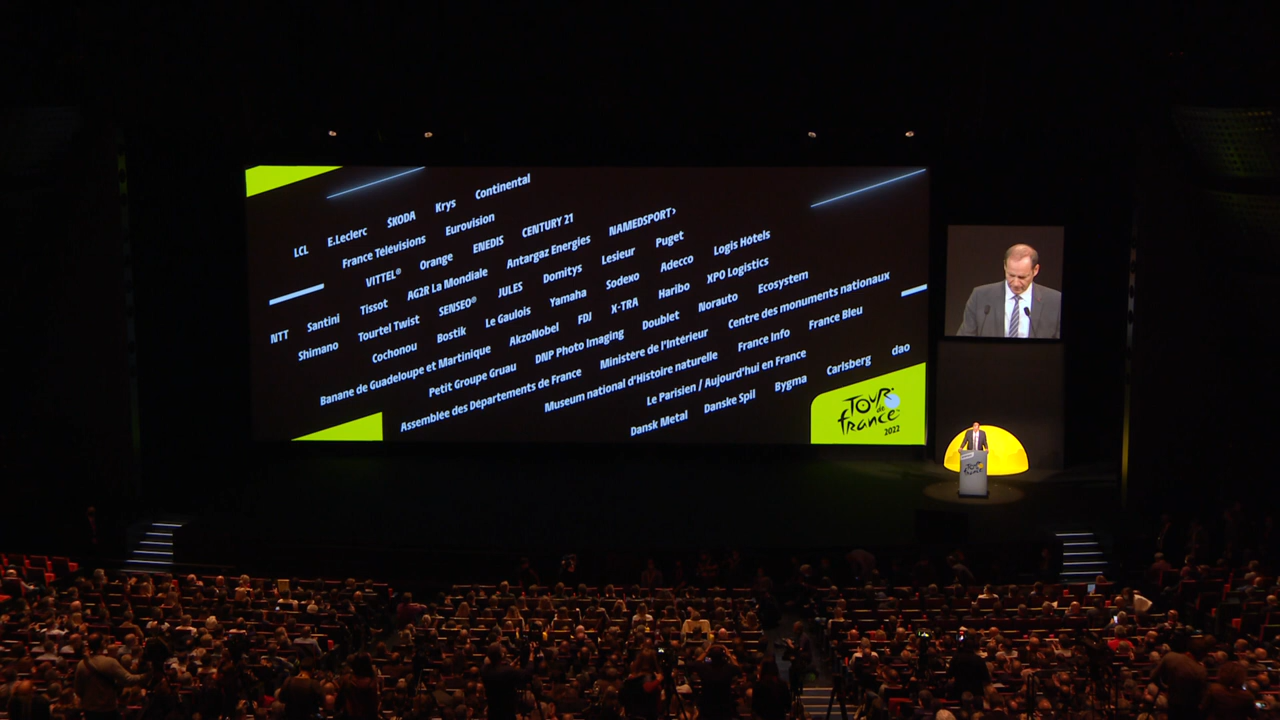 LCL E.Leclerc ŠKODA Krys Continental
France Télévisions Eurovision
VITTEL® Orange ENEDIS CENTURY 21
NTT Santini Tissot AG2R La Mondiale Antargaz Energies NAMEDSPORT>
Shimano Tourtel Twist SENSEO® JULES Domitys Lesieur Puget
Cochonou Bostik Le Gaulois Yamaha Sodexo Adecco Logis Hotels
Banane de Guadeloupe et Martinique AkzoNobel FDJ X-TRA Haribo XPO Logistics
Petit Groupe Gruau DNP Photo Imaging Doublet Norauto Ecosystem
Assemblée des Départements de France Ministère de l'Intérieur Centre des monuments nationaux
Museum national d'Histoire naturelle France Info France Bleu
Le Parisien / Aujourd'hui en France
Dansk Metal Danske Spil Bygma Carlsberg dao
TOUR
de
france
2022
TOUR
de
france